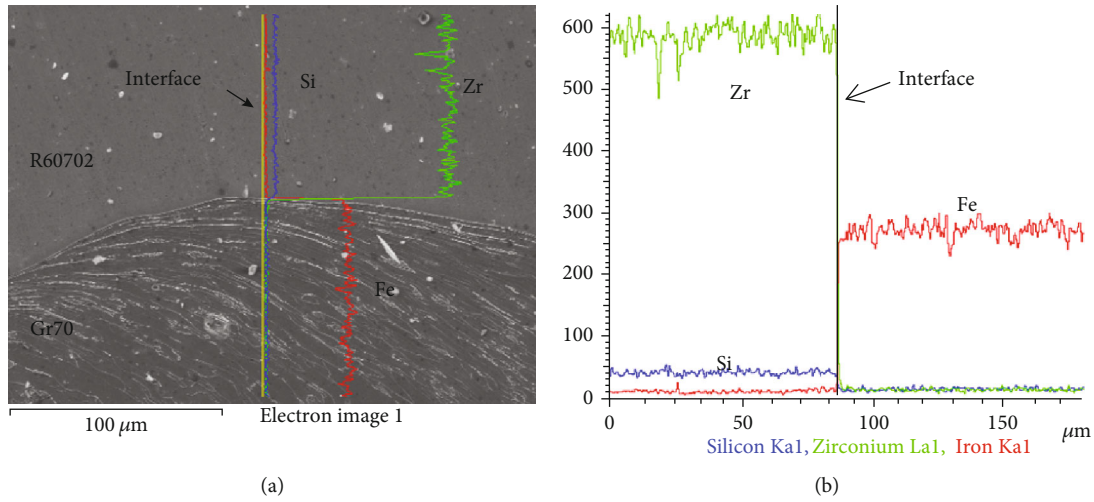 Interface
Si
Zr
R60702
Fe
Gr70
100 μm
Electron image 1
(a)
600
500
400
300
200
100
0
0
50
100
150
μm
Zr
Interface
Fe
Si
Silicon Ka1, Zirconium La1, Iron Ka1
(b)